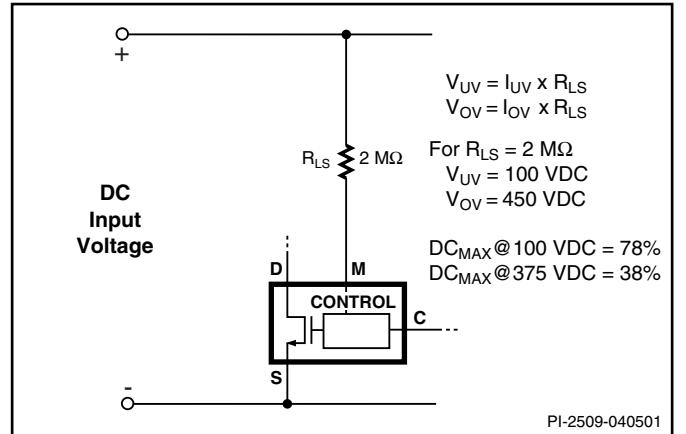 +
V_UV = I_UV x R_LS
V_OV = I_OV x R_LS
For R_LS = 2 MΩ
V_UV = 100 VDC
V_OV = 450 VDC
DC_MAX@100 VDC = 78%
DC_MAX@375 VDC = 38%
R_LS 2 MΩ
DC
Input
Voltage
D M
CONTROL
C
S
-
PI-2509-040501